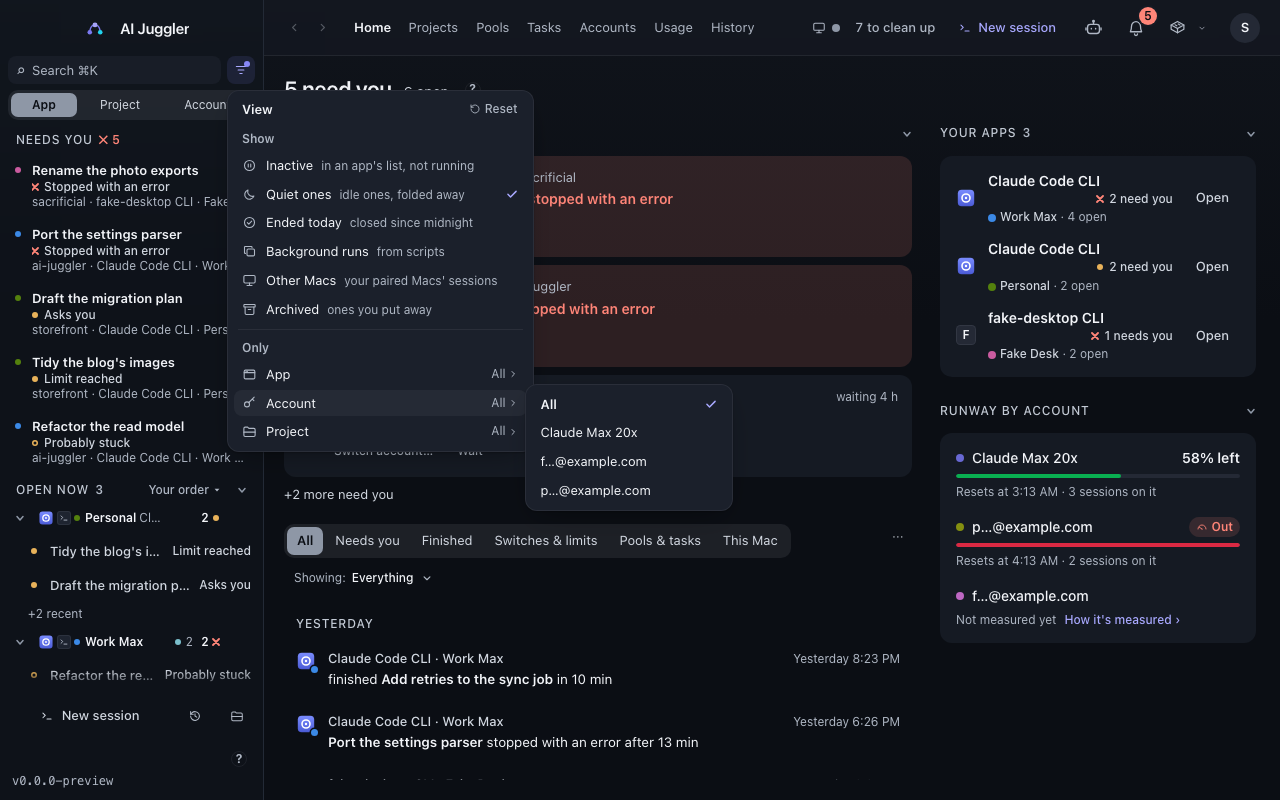 AI Juggler
Search ⌘K
App Project Accoun
NEEDS YOU 5
Rename the photo exports
Stopped with an error
sacrificial · fake-desktop CLI · Fake
Port the settings parser
Stopped with an error
ai-juggler · Claude Code CLI · Work
Draft the migration plan
Asks you
storefront · Claude Code CLI · Pers
Tidy the blog's images
Limit reached
storefront · Claude Code CLI · Pers
Refactor the read model
Probably stuck
ai-juggler · Claude Code CLI · Work ...
OPEN NOW 3 Your order
Personal Cl... 2
Tidy the blog's i... Limit reached
Draft the migration p... Asks you
+2 recent
Work Max 2 2
Refactor the re... Probably stuck
New session
?
v0.0.0-preview
Home Projects Pools Tasks Accounts Usage History
7 to clean up New session 5 S
5 need you 6 open ?
View Reset
Show
Inactive in an app's list, not running
Quiet ones idle ones, folded away
Ended today closed since midnight
Background runs from scripts
Other Macs your paired Macs' sessions
Archived ones you put away
Only
App All ›
Account All ›
Project All ›
All
Claude Max 20x
f...@example.com
p...@example.com
crificial
topped with an error
uggler
pped with an error
waiting 4 h
Switch account... Wait
+2 more need you
All Needs you Finished Switches & limits Pools & tasks This Mac ...
Showing: Everything
YESTERDAY
Claude Code CLI · Work Max Yesterday 8:23 PM
finished Add retries to the sync job in 10 min
Claude Code CLI · Work Max Yesterday 6:26 PM
Port the settings parser stopped with an error after 13 min
YOUR APPS 3
Claude Code CLI
2 need you Open
Work Max · 4 open
Claude Code CLI
2 need you Open
Personal · 2 open
F fake-desktop CLI
1 needs you Open
Fake Desk · 2 open
RUNWAY BY ACCOUNT
Claude Max 20x 58% left
Resets at 3:13 AM · 3 sessions on it
p...@example.com Out
Resets at 4:13 AM · 2 sessions on it
f...@example.com
Not measured yet How it's measured ›